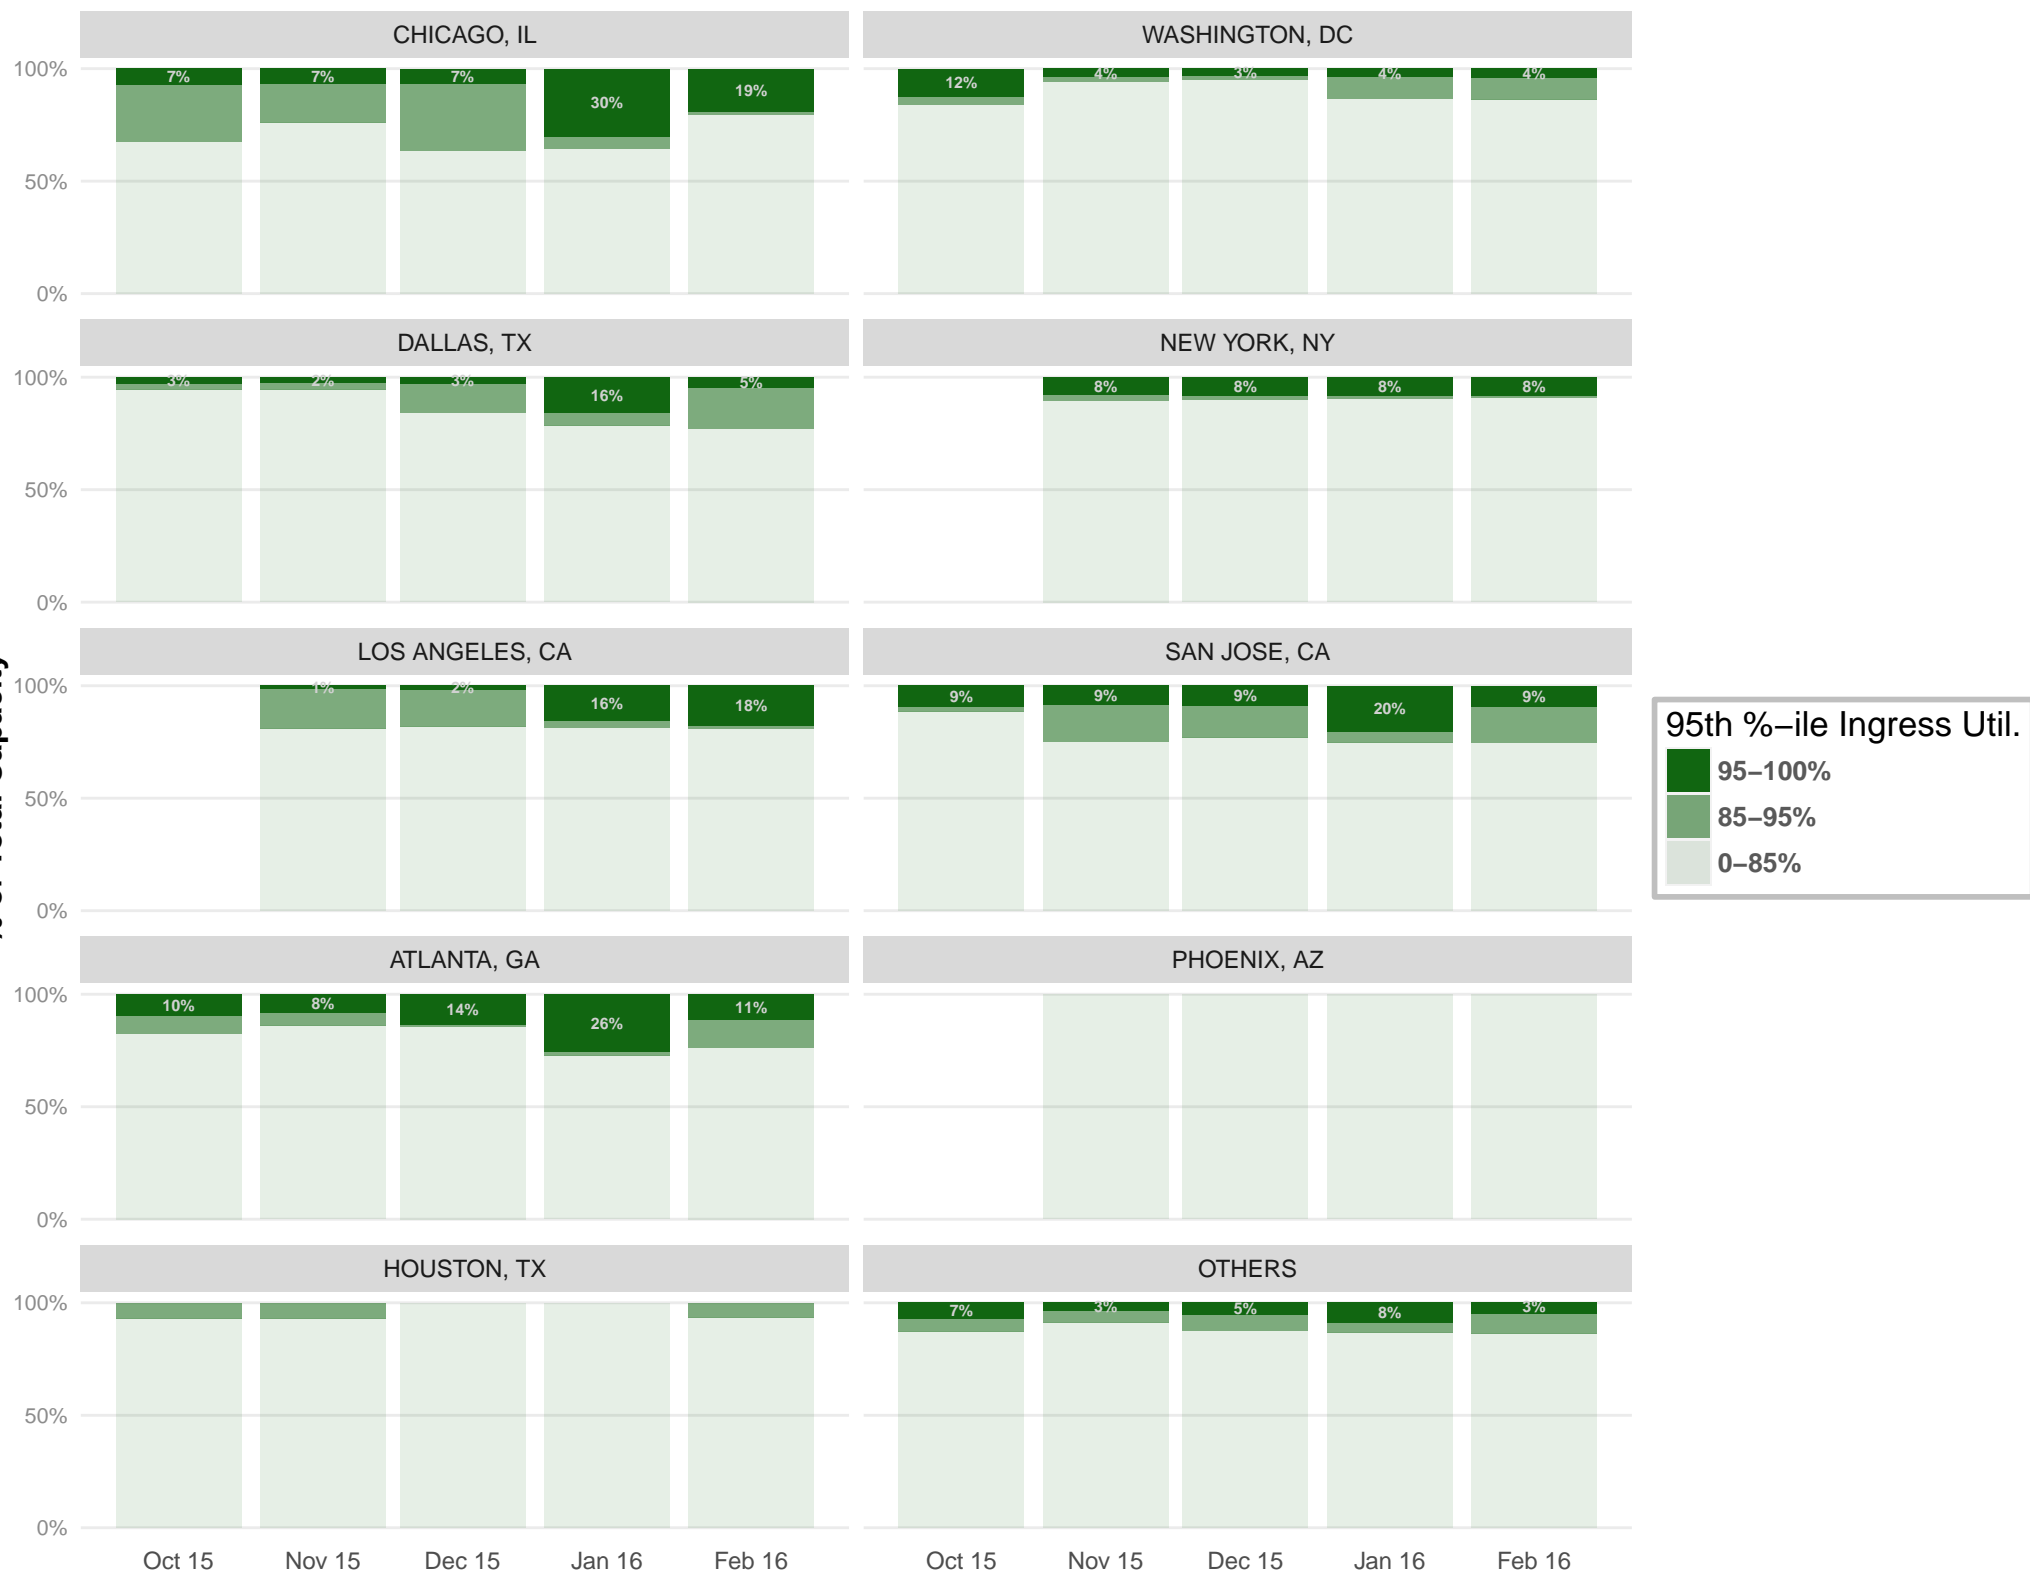 CHICAGO, IL
WASHINGTON, DC
100%
7%
7%
7%
30%
19%
12%
4%
3%
4%
4%
50%
0%
DALLAS, TX
NEW YORK, NY
100%
3%
2%
3%
16%
5%
8%
8%
8%
8%
50%
0%
LOS ANGELES, CA
SAN JOSE, CA
100%
1%
2%
16%
18%
9%
9%
9%
20%
9%
50%
0%
95th %–ile Ingress Util.
95–100%
85–95%
0–85%
ATLANTA, GA
PHOENIX, AZ
100%
10%
8%
14%
26%
11%
50%
0%
HOUSTON, TX
OTHERS
100%
7%
3%
5%
8%
3%
50%
0%
Oct 15
Nov 15
Dec 15
Jan 16
Feb 16
Oct 15
Nov 15
Dec 15
Jan 16
Feb 16